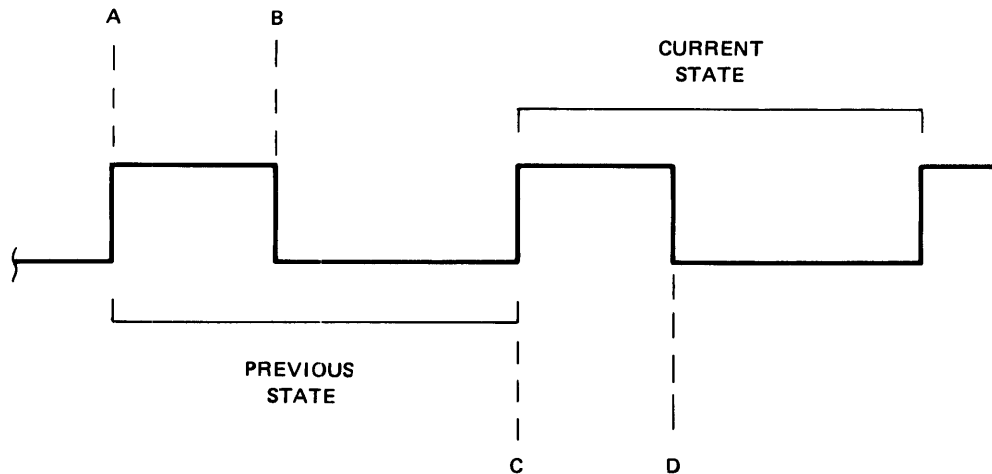 A
B
CURRENT
STATE
PREVIOUS
STATE
C
D